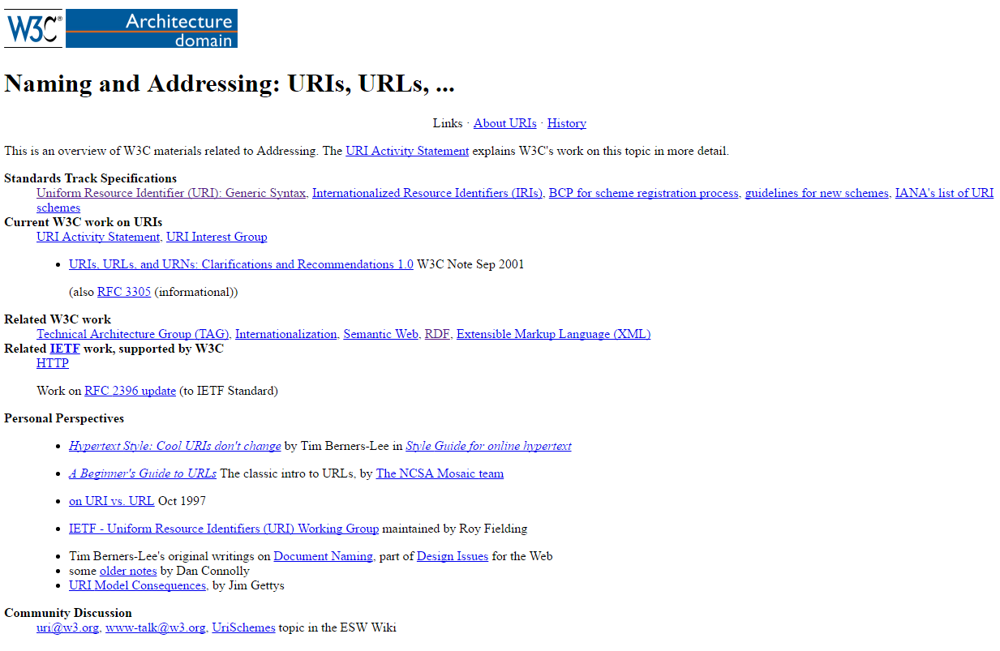 W3C® Architecture
domain
Naming and Addressing: URIs, URLs, ...
Links · About URIs · History
This is an overview of W3C materials related to Addressing. The URI Activity Statement explains W3C's work on this topic in more detail.
Standards Track Specifications
Uniform Resource Identifier (URI): Generic Syntax, Internationalized Resource Identifiers (IRIs), BCP for scheme registration process, guidelines for new schemes, IANA's list of URI
schemes
Current W3C work on URIs
URI Activity Statement, URI Interest Group
• URIs, URLs, and URNs: Clarifications and Recommendations 1.0 W3C Note Sep 2001
(also RFC 3305 (informational))
Related W3C work
Technical Architecture Group (TAG), Internationalization, Semantic Web, RDF, Extensible Markup Language (XML)
Related IETF work, supported by W3C
HTTP
Work on RFC 2396 update (to IETF Standard)
Personal Perspectives
• Hypertext Style: Cool URIs don't change by Tim Berners-Lee in Style Guide for online hypertext
• A Beginner's Guide to URLs The classic intro to URLs, by The NCSA Mosaic team
• on URI vs. URL Oct 1997
• IETF - Uniform Resource Identifiers (URI) Working Group maintained by Roy Fielding
• Tim Berners-Lee's original writings on Document Naming, part of Design Issues for the Web
• some older notes by Dan Connolly
• URI Model Consequences, by Jim Gettys
Community Discussion
uri@w3.org, www-talk@w3.org, UriSchemes topic in the ESW Wiki